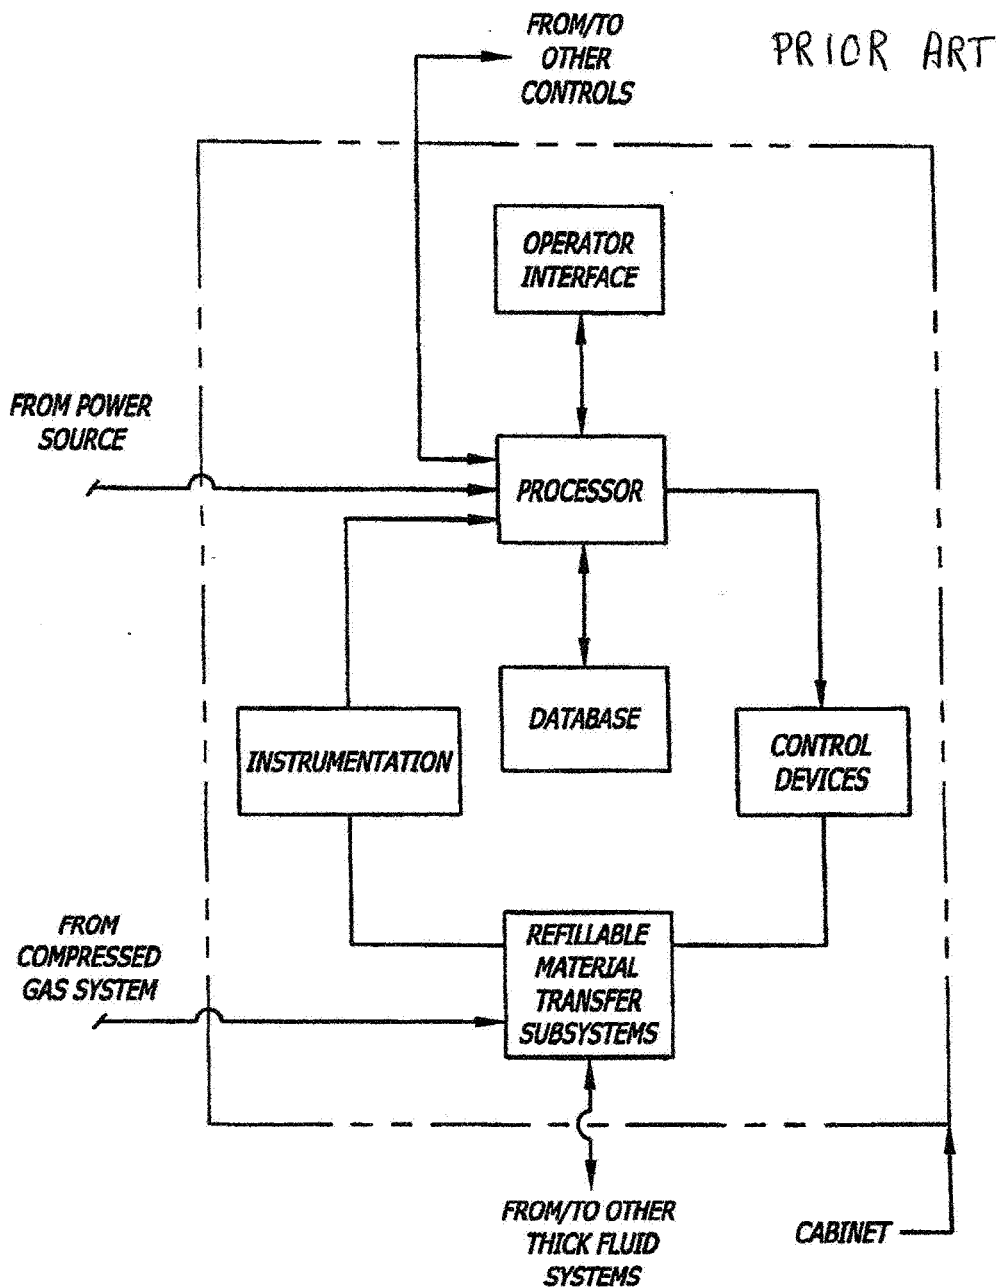 FROM/TO
OTHER
CONTROLS
PRIOR ART
OPERATOR
INTERFACE
FROM POWER
SOURCE
PROCESSOR
DATABASE
INSTRUMENTATION
CONTROL
DEVICES
FROM
COMPRESSED
GAS SYSTEM
REFILLABLE
MATERIAL
TRANSFER
SUBSYSTEMS
FROM/TO OTHER
THICK FLUID
SYSTEMS
CABINET